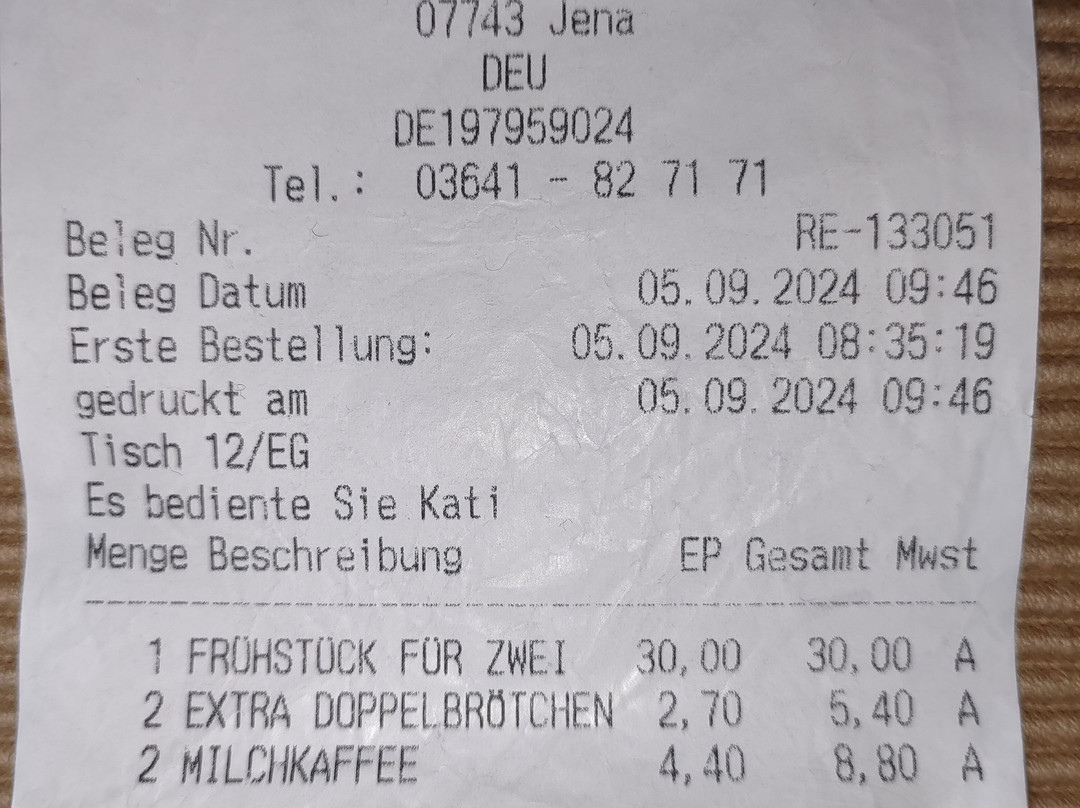 07743 Jena
DEU
DE197959024
Tel.: 03641 - 82 71 71
Beleg Nr. RE-133051
Beleg Datum 05.09.2024 09:46
Erste Bestellung: 05.09.2024 08:35:19
gedruckt am 05.09.2024 09:46
Tisch 12/EG
Es bediente Sie Kati
Menge Beschreibung EP Gesamt Mwst
1 FRÜHSTÜCK FÜR ZWEI 30,00 30,00 A
2 EXTRA DOPPELBRÖTCHEN 2,70 5,40 A
2 MILCHKAFFEE 4,40 8,80 A